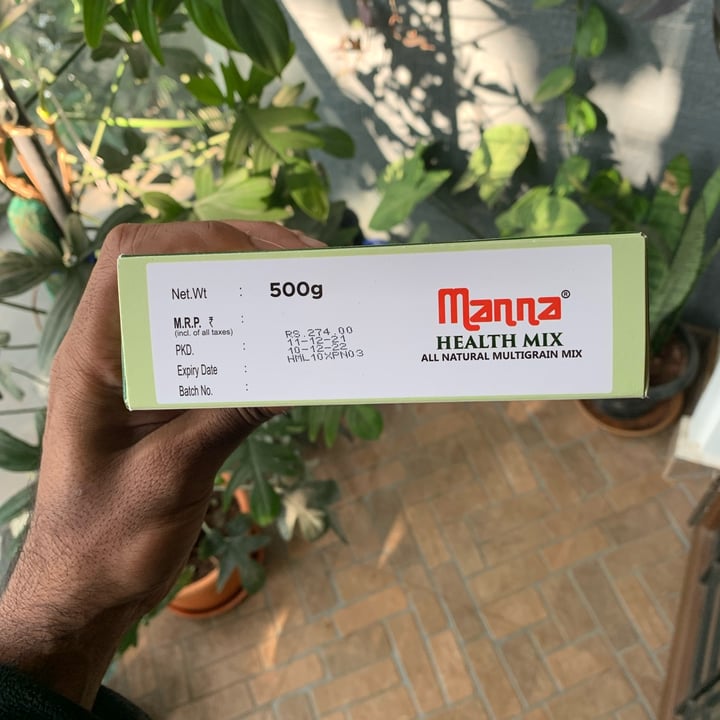 Net.Wt : 500g
M.R.P. ₹ :
(incl. of all taxes)
PKD. :
Expiry Date :
Batch No. :
RS.274.00
11-12-21
10-12-22
HML10XPN03
manna®
HEALTH MIX
ALL NATURAL MULTIGRAIN MIX